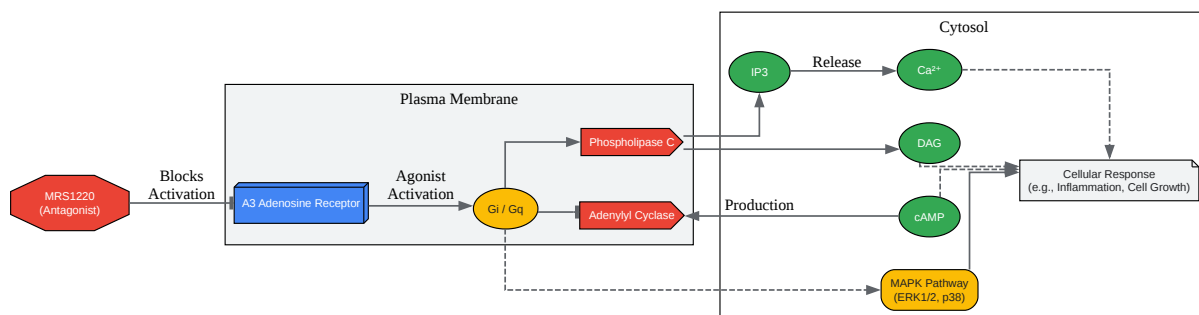 Cytosol
IP3
Release
Ca²⁺
Plasma Membrane
Phospholipase C
DAG
Blocks
Activation
Agonist
Activation
Cellular Response
(e.g., Inflammation, Cell Growth)
MRS1220
(Antagonist)
A3 Adenosine Receptor
Gi / Gq
Adenylyl Cyclase
Production
cAMP
MAPK Pathway
(ERK1/2, p38)